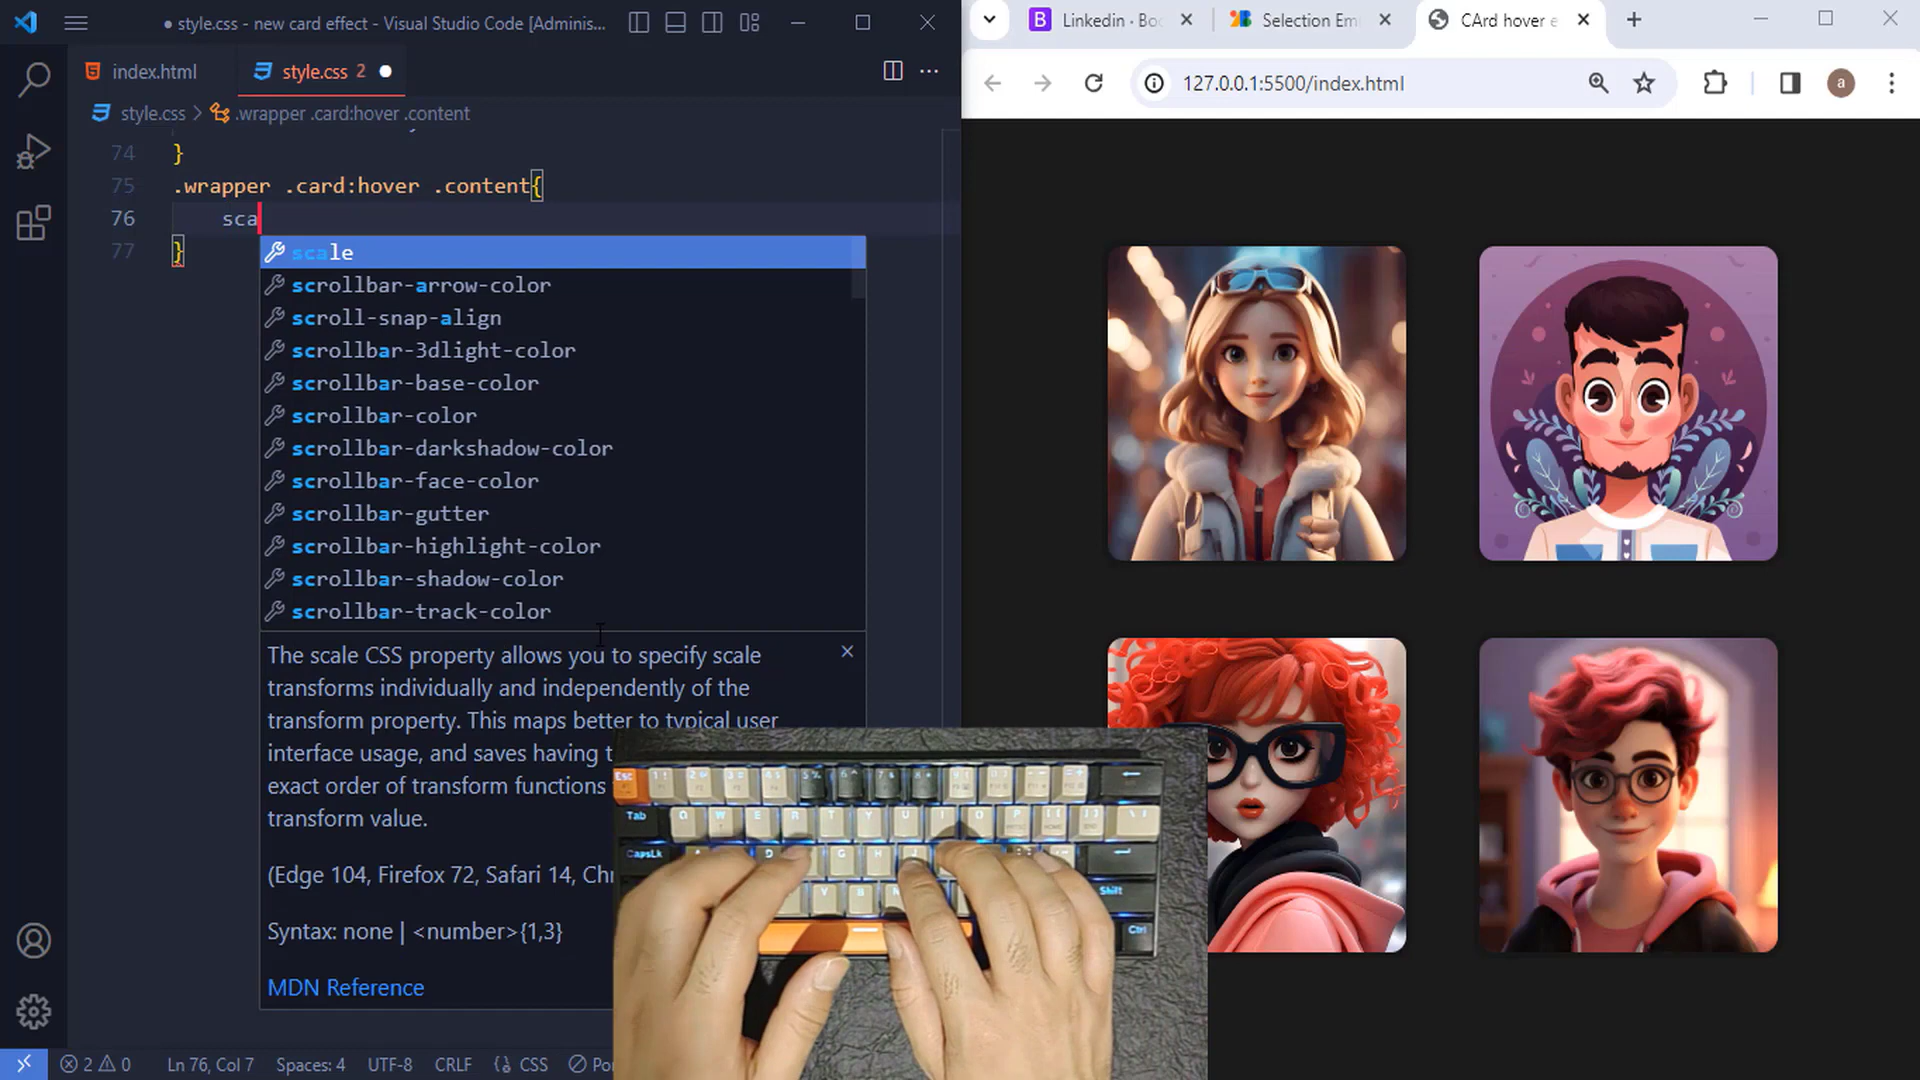 ● style.css - new card effect - Visual Studio Code [Adminis...
index.html
style.css 2
style.css > .wrapper .card:hover .content
74 }
75 .wrapper .card:hover .content{
76 sca
77 }
scale
scrollbar-arrow-color
scroll-snap-align
scrollbar-3dlight-color
scrollbar-base-color
scrollbar-color
scrollbar-darkshadow-color
scrollbar-face-color
scrollbar-gutter
scrollbar-highlight-color
scrollbar-shadow-color
scrollbar-track-color
The scale CSS property allows you to specify scale
transforms individually and independently of the
transform property. This maps better to typical user
interface usage, and saves having t
exact order of transform functions
transform value.
(Edge 104, Firefox 72, Safari 14, Chr
Syntax: none | <number>{1,3}
MDN Reference
2 0 Ln 76, Col 7 Spaces: 4 UTF-8 CRLF {} CSS Por
Linkedin · Boo
Selection Em
CArd hover e
127.0.0.1:5500/index.html
a
Esc
Tab Q W E R T Y U I O
CapsLk D G H J
V B N Shift
Ctrl